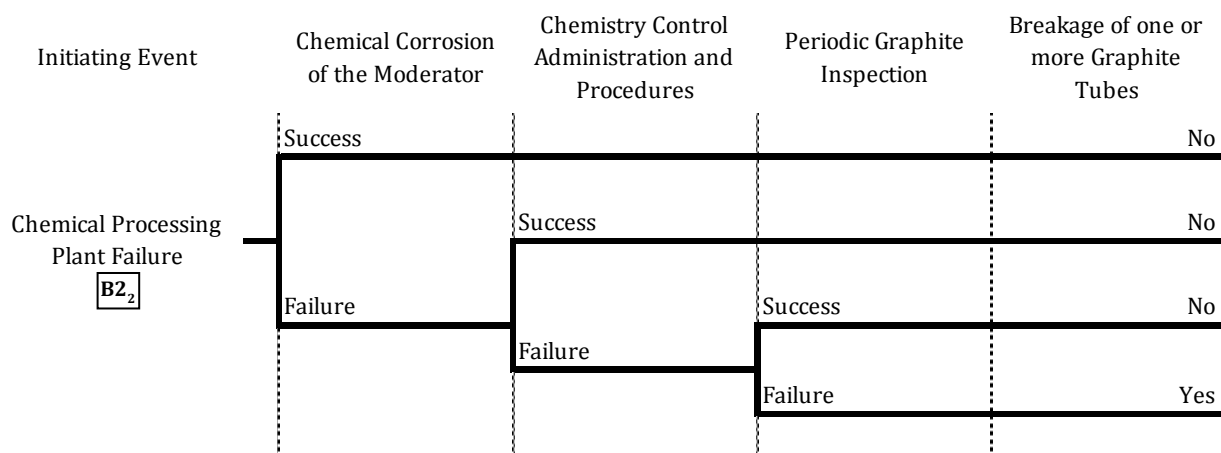 Initiating Event
Chemical Corrosion
of the Moderator
Chemistry Control
Administration and
Procedures
Periodic Graphite
Inspection
Breakage of one or
more Graphite
Tubes
Success
No
Chemical Processing
Plant Failure
B2₂
Success
No
Failure
Success
No
Failure
Failure
Yes